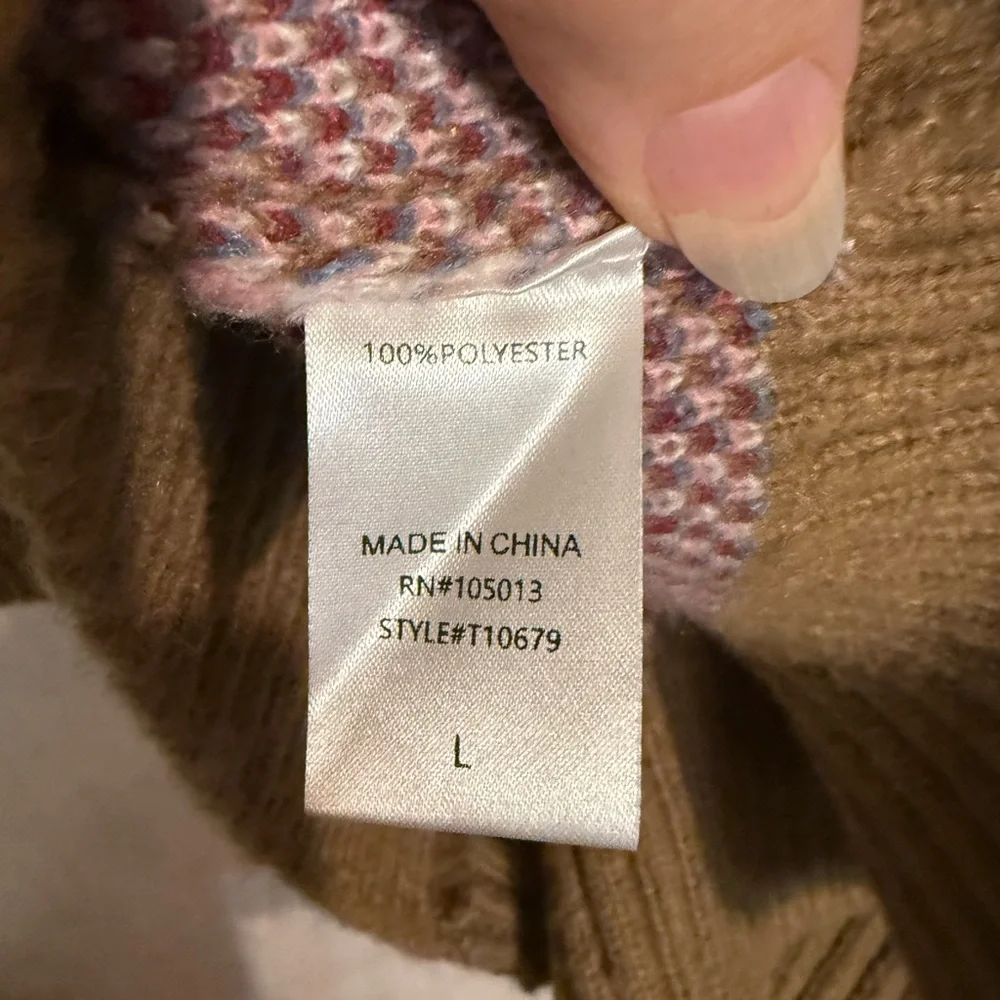 100%POLYESTER
MADE IN CHINA
RN#105013
STYLE#T10679
L